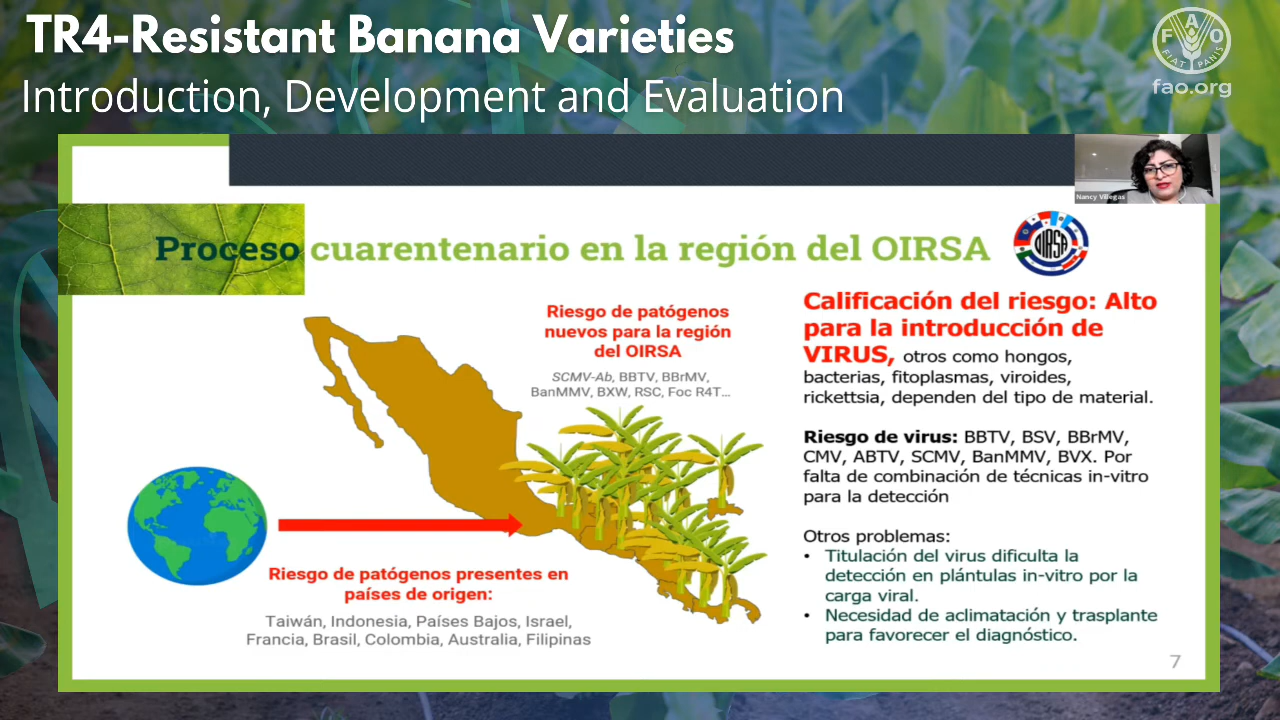 TR4-Resistant Banana Varieties
Introduction, Development and Evaluation
FAO
FIAT PANIS
fao.org
Nancy Villegas
Proceso cuarentenario en la región del OIRSA
OIRSA
Riesgo de patógenos
nuevos para la región
del OIRSA
SCMV-Ab, BBTV, BBrMV,
BanMMV, BXW, RSC, Foc R4T...
Riesgo de patógenos presentes en
países de origen:
Taiwán, Indonesia, Países Bajos, Israel,
Francia, Brasil, Colombia, Australia, Filipinas
Calificación del riesgo: Alto
para la introducción de
VIRUS, otros como hongos,
bacterias, fitoplasmas, viroides,
rickettsia, dependen del tipo de material.
Riesgo de virus: BBTV, BSV, BBrMV,
CMV, ABTV, SCMV, BanMMV, BVX. Por
falta de combinación de técnicas in-vitro
para la detección
Otros problemas:
• Titulación del virus dificulta la
detección en plántulas in-vitro por la
carga viral.
• Necesidad de aclimatación y trasplante
para favorecer el diagnóstico.
7